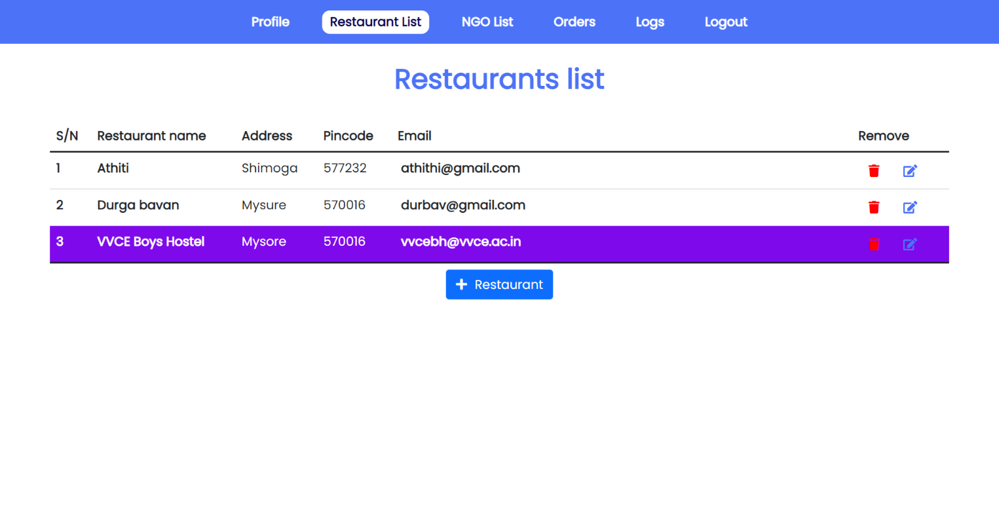 Profile Restaurant List NGO List Orders Logs Logout
Restaurants list
S/N Restaurant name Address Pincode Email Remove
1 Athiti Shimoga 577232 athithi@gmail.com
2 Durga bavan Mysure 570016 durbav@gmail.com
3 VVCE Boys Hostel Mysore 570016 vvcebh@vvce.ac.in
+ Restaurant